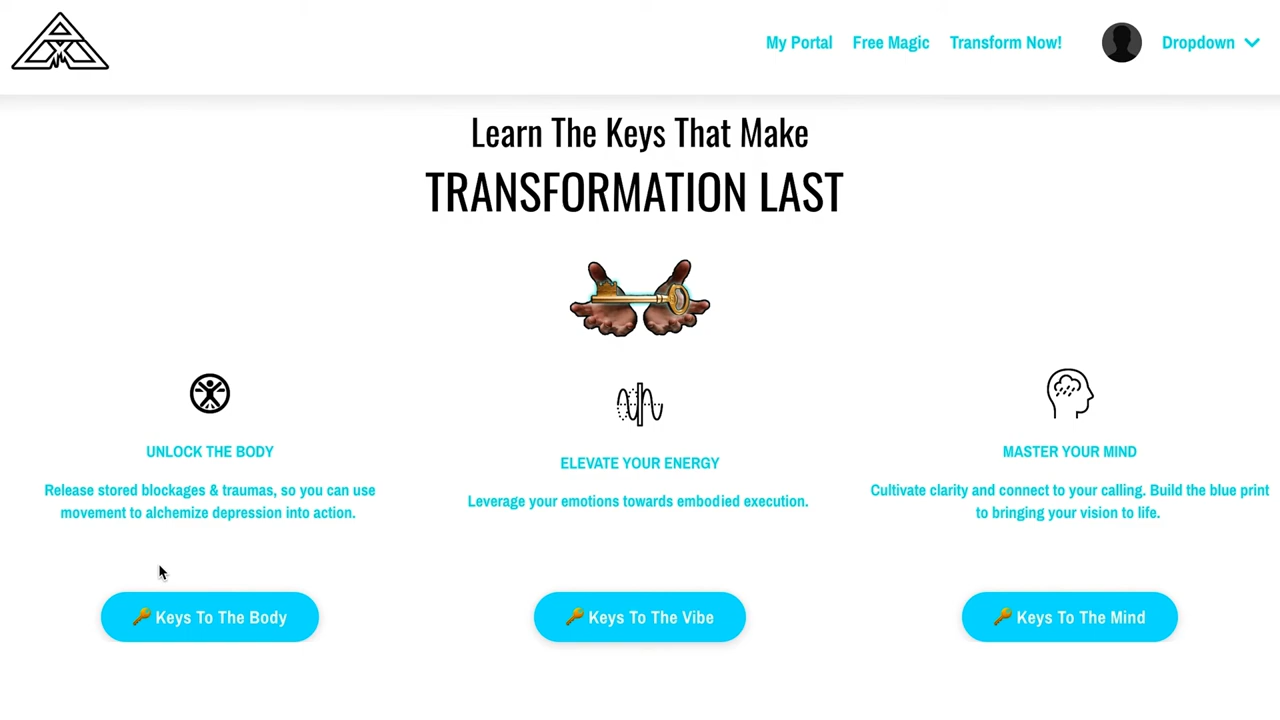 My Portal
Free Magic
Transform Now!
Dropdown
Learn The Keys That Make
TRANSFORMATION LAST
UNLOCK THE BODY
Release stored blockages & traumas, so you can use
movement to alchemize depression into action.
🔑 Keys To The Body
ELEVATE YOUR ENERGY
Leverage your emotions towards embodied execution.
🔑 Keys To The Vibe
MASTER YOUR MIND
Cultivate clarity and connect to your calling. Build the blue print
to bringing your vision to life.
🔑 Keys To The Mind